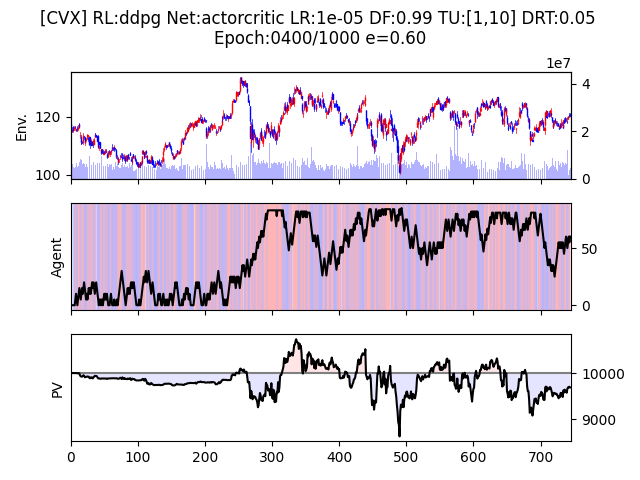 [CVX] RL:ddpg Net:actorcritic LR:1e-05 DF:0.99 TU:[1,10] DRT:0.05
Epoch:0400/1000 e=0.60
1e7
Env.
120
100
4
2
0
Agent
50
0
PV
10000
9000
0 100 200 300 400 500 600 700